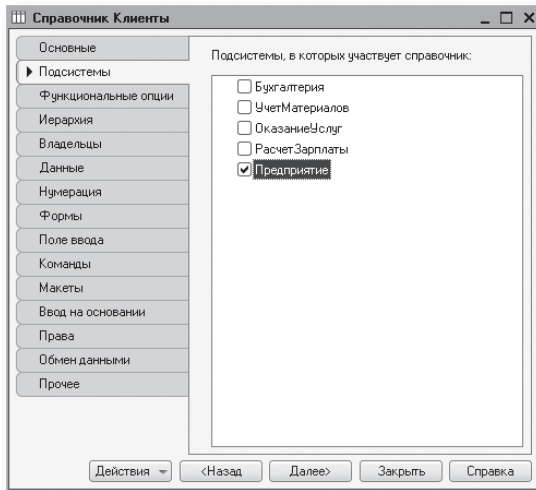 Справочник Клиенты
Основные
Подсистемы
Функциональные опции
Иерархия
Владельцы
Данные
Нумерация
Формы
Поле ввода
Команды
Макеты
Ввод на основании
Права
Обмен данными
Прочее
Подсистемы, в которых участвует справочник:
Бухгалтерия
УчетМатериалов
ОказаниеУслуг
РасчетЗарплаты
Предприятие
Действия
<Назад
Далее>
Закрыть
Справка